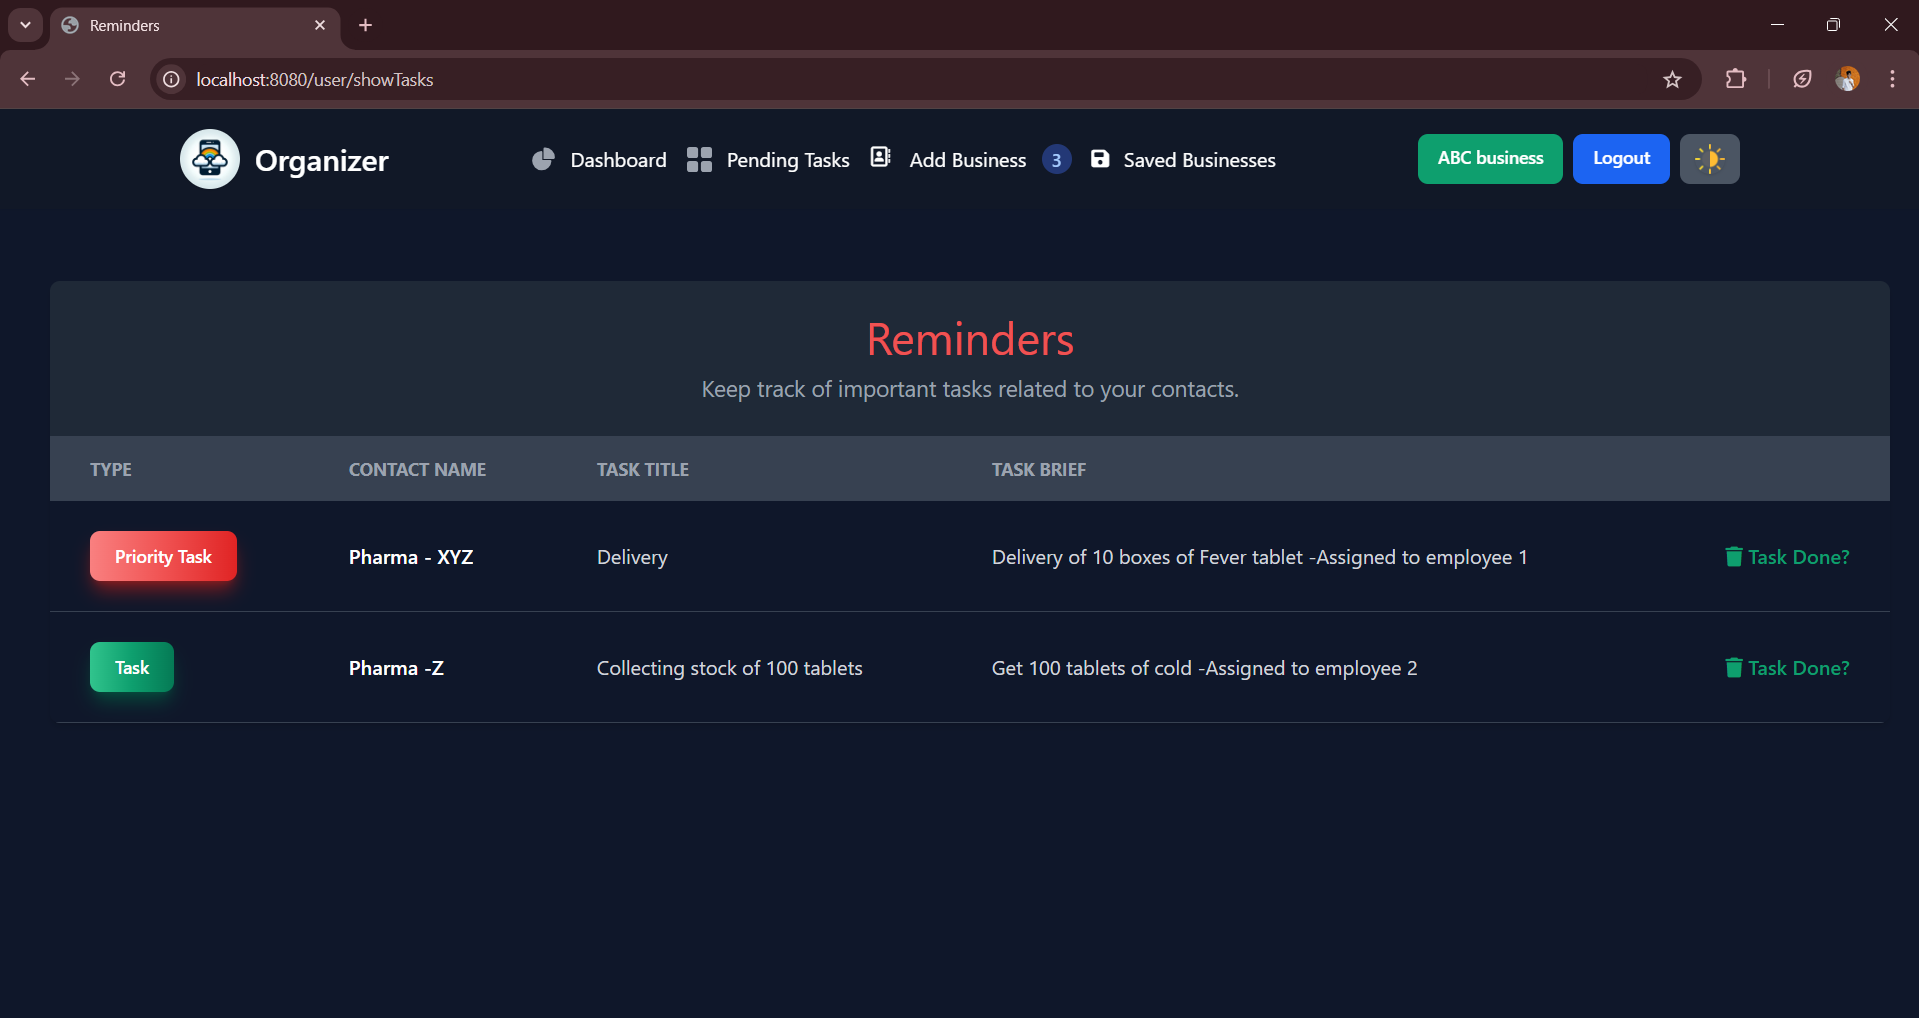 Reminders
localhost:8080/user/showTasks
Organizer
Dashboard Pending Tasks Add Business 3 Saved Businesses
ABC business Logout
Reminders
Keep track of important tasks related to your contacts.
TYPE CONTACT NAME TASK TITLE TASK BRIEF
Priority Task Pharma - XYZ Delivery Delivery of 10 boxes of Fever tablet -Assigned to employee 1 Task Done?
Task Pharma -Z Collecting stock of 100 tablets Get 100 tablets of cold -Assigned to employee 2 Task Done?